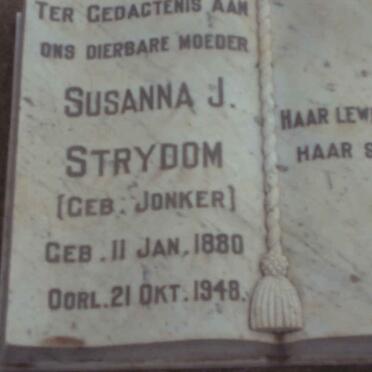 TER GEDACTENIS AAN
ONS DIERBARE MOEDER
SUSANNA J.
STRYDOM
(GEB. JONKER)
GEB. 11 JAN. 1880
OORL. 21 OKT. 1948.
HAAR
HAAR